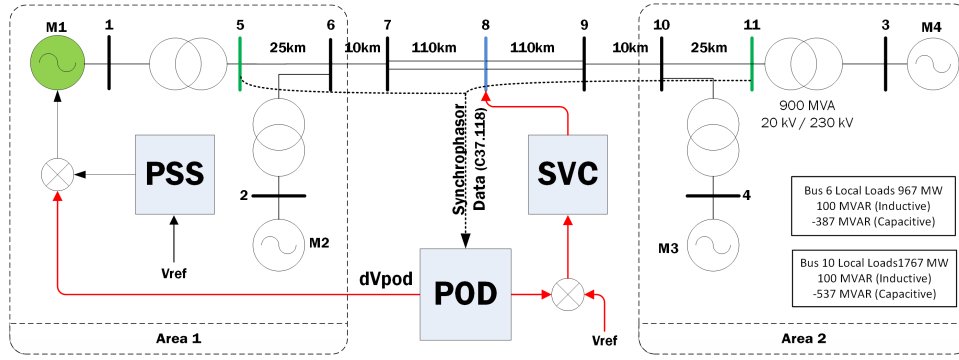 M1
1
5
6
7
8
9
10
11
3
M4
25km
10km
110km
110km
10km
25km
900 MVA
20 kV / 230 kV
PSS
Synchrophasor
Data (C37.118)
SVC
2
M2
4
M3
Vref
dVpod
POD
Vref
Bus 6 Local Loads 967 MW
100 MVAR (Inductive)
-387 MVAR (Capacitive)
Bus 10 Local Loads1767 MW
100 MVAR (Inductive)
-537 MVAR (Capacitive)
Area 1
Area 2